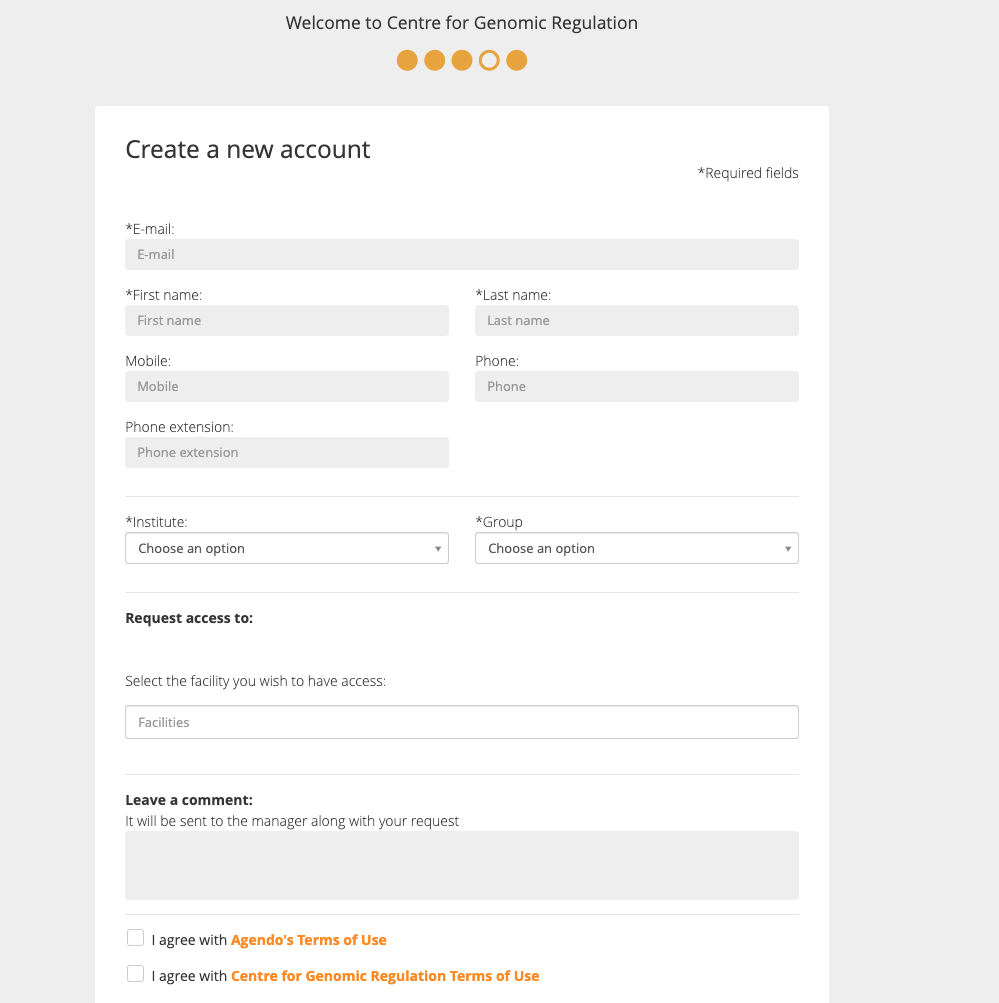 Welcome to Centre for Genomic Regulation
Create a new account
*Required fields
*E-mail:
E-mail
*First name: *Last name:
First name Last name
Mobile: Phone:
Mobile Phone
Phone extension:
Phone extension
*Institute: *Group
Choose an option Choose an option
Request access to:
Select the facility you wish to have access:
Facilities
Leave a comment:
It will be sent to the manager along with your request
I agree with Agendo's Terms of Use
I agree with Centre for Genomic Regulation Terms of Use